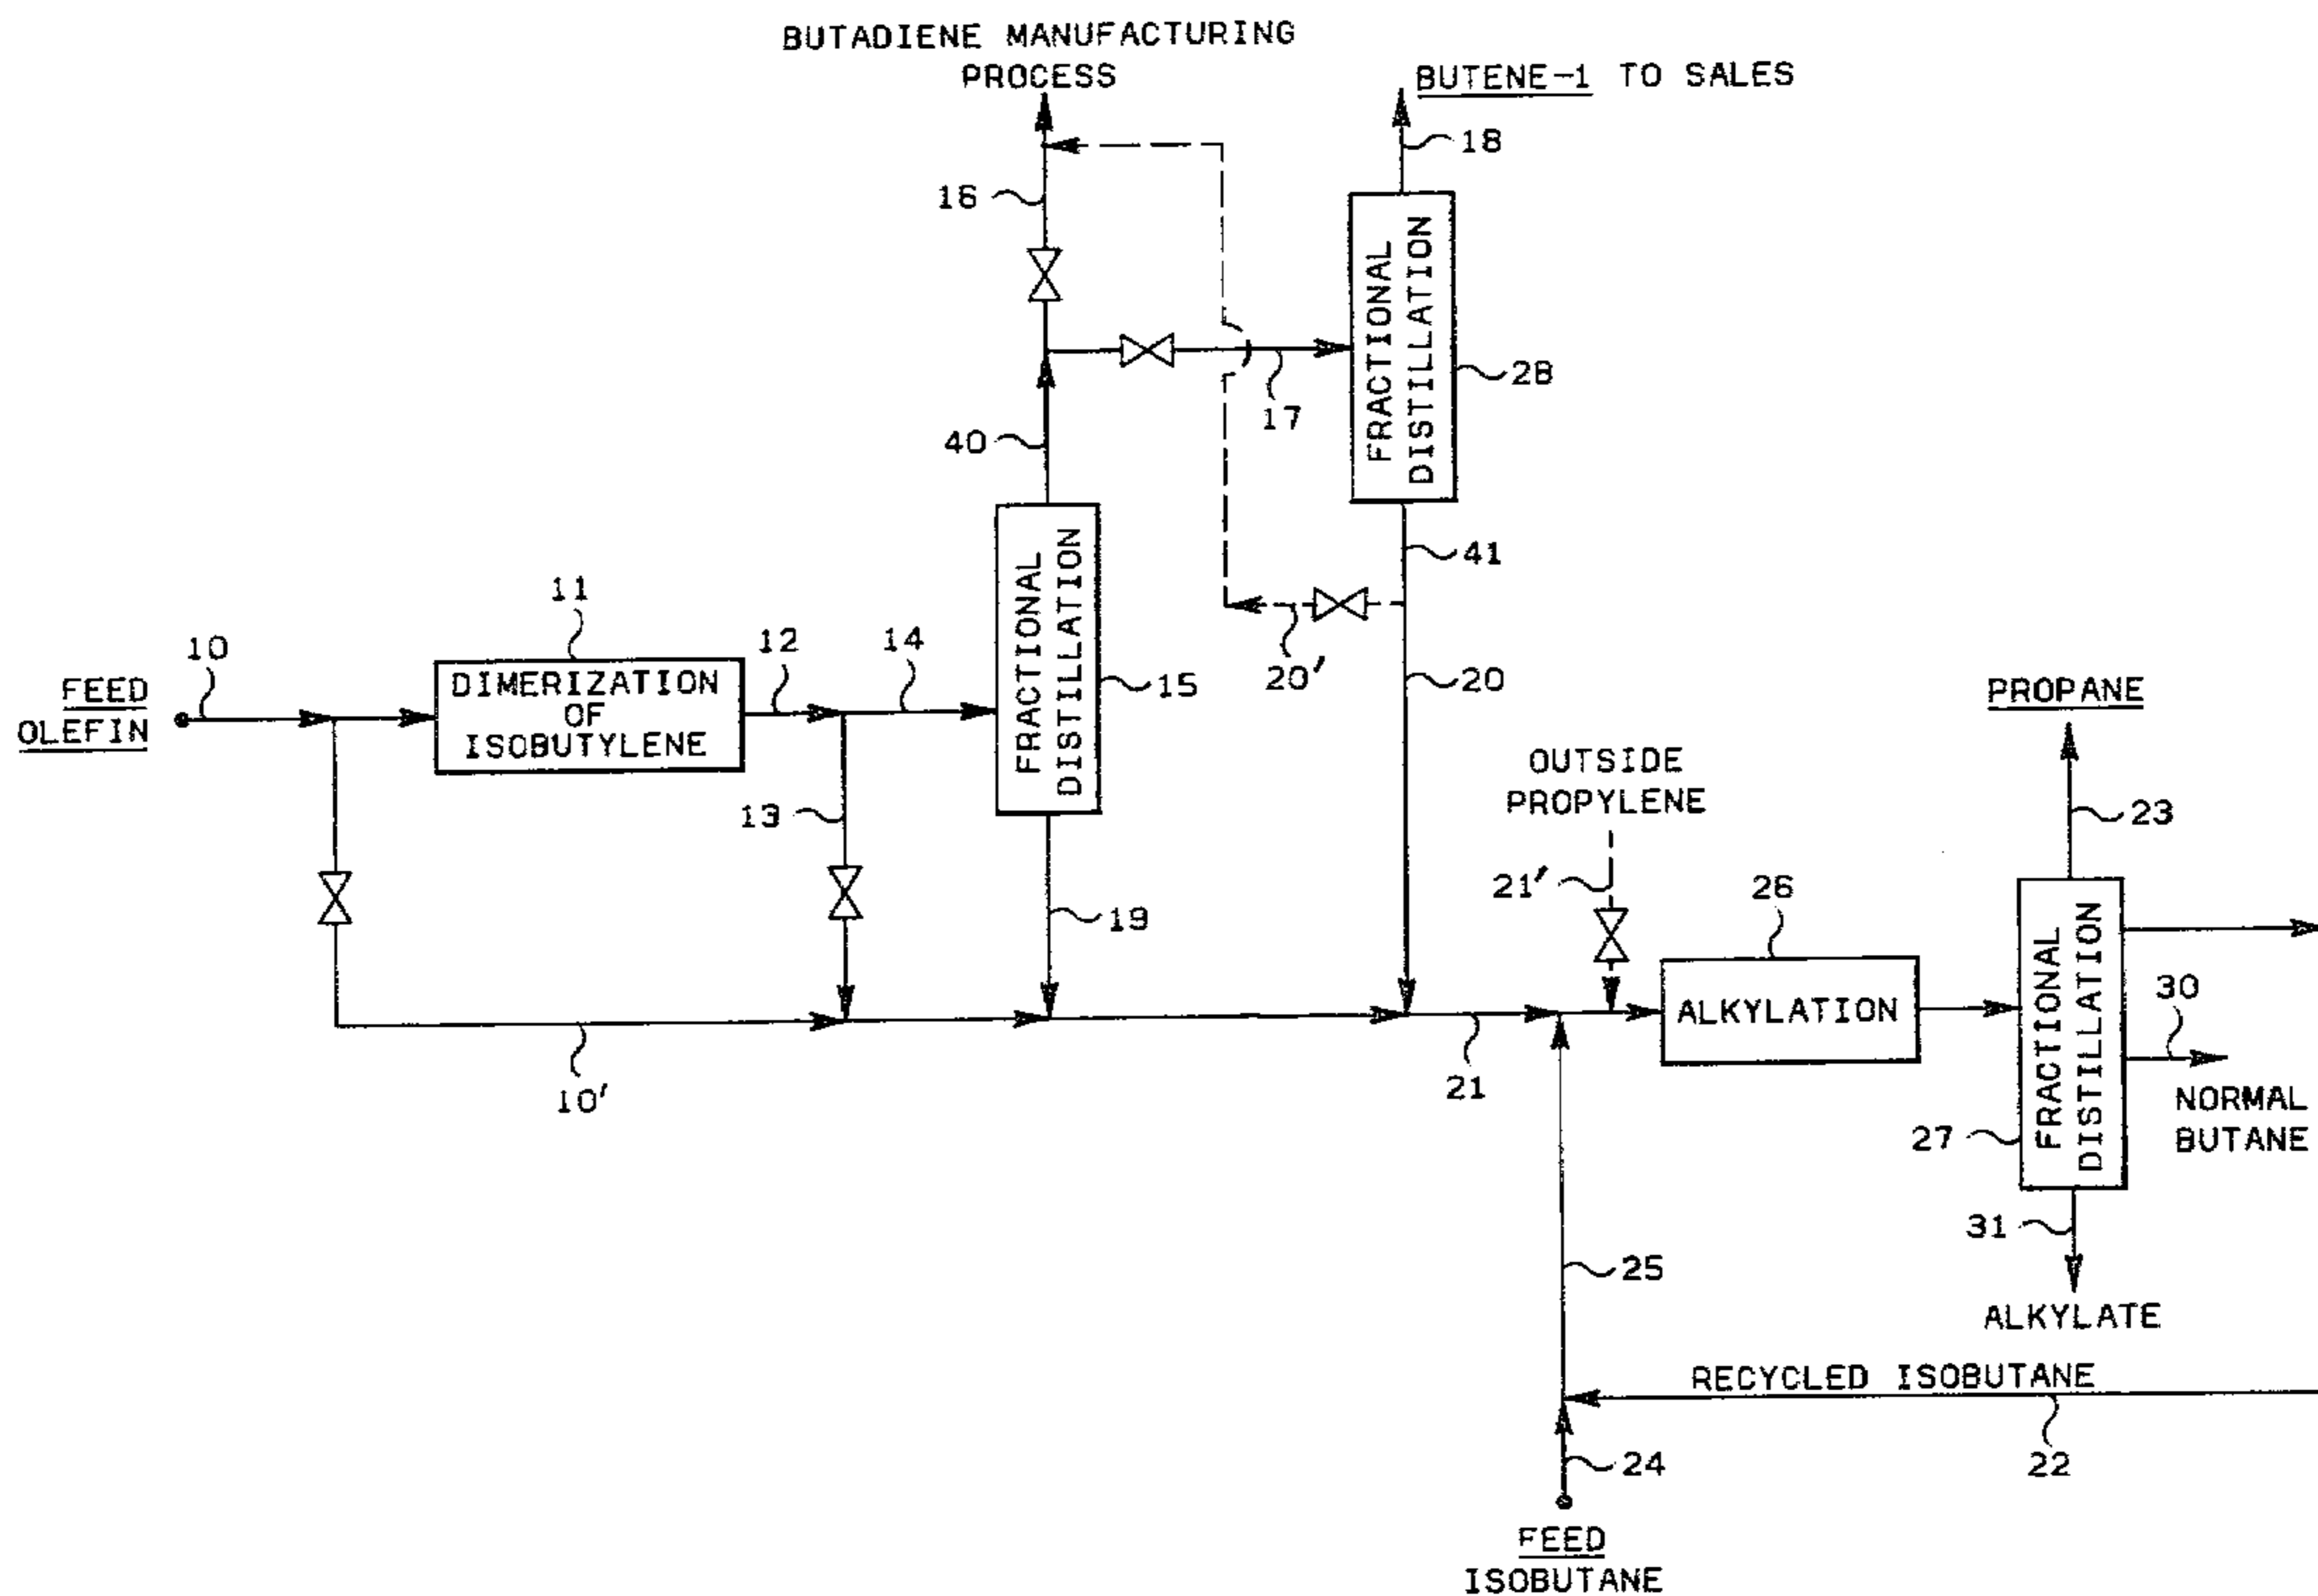 BUTADIENE MANUFACTURING
PROCESS
BUTENE-1 TO SALES
18
16
FRACTIONAL
DISTILLATION
28
17
40
41
11
10
12
14
FRACTIONAL
DISTILLATION
15
20'
20
FEED
OLEFIN
DIMERIZATION
OF
ISOBUTYLENE
PROPANE
OUTSIDE
PROPYLENE
13
23
21'
26
19
FRACTIONAL
DISTILLATION
ALKYLATION
30
10'
21
NORMAL
BUTANE
27
31
25
ALKYLATE
RECYCLED ISOBUTANE
24
22
FEED
ISOBUTANE